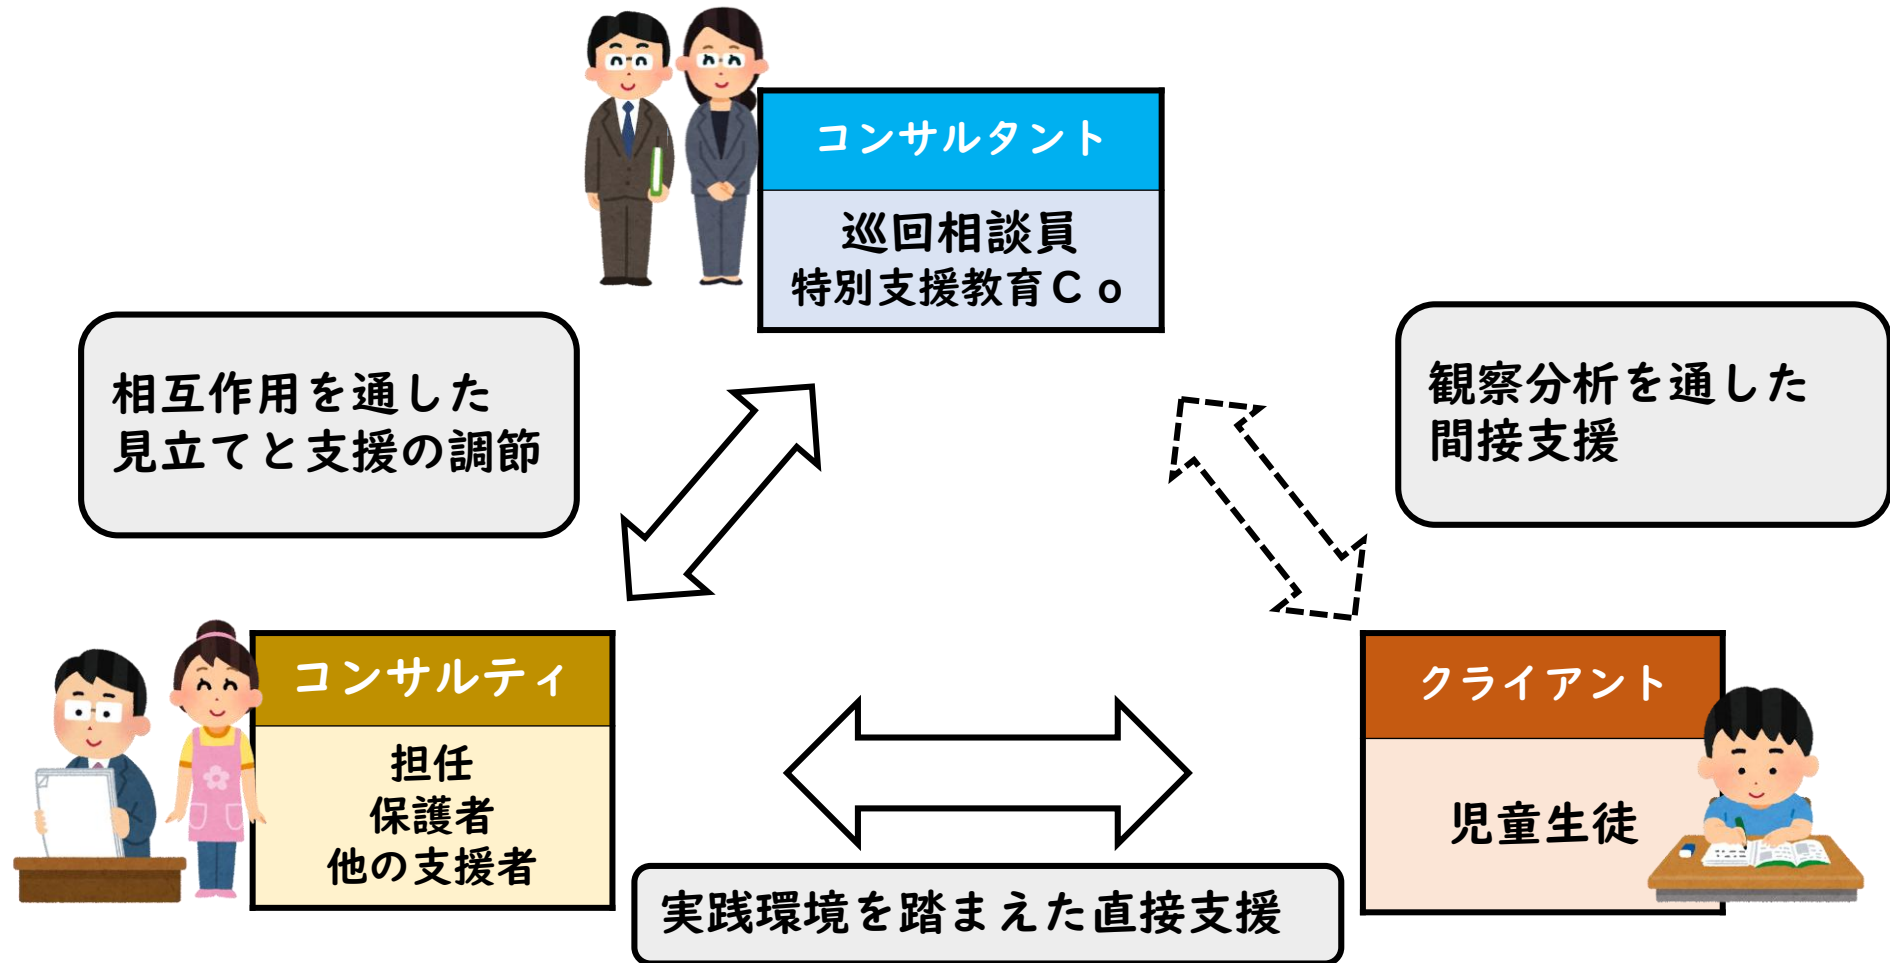 コンサルタント
巡回相談員
特別支援教育Ｃｏ
相互作用を通した
見立てと支援の調節
観察分析を通した
間接支援
コンサルティ
担任
保護者
他の支援者
クライアント
児童生徒
実践環境を踏まえた直接支援